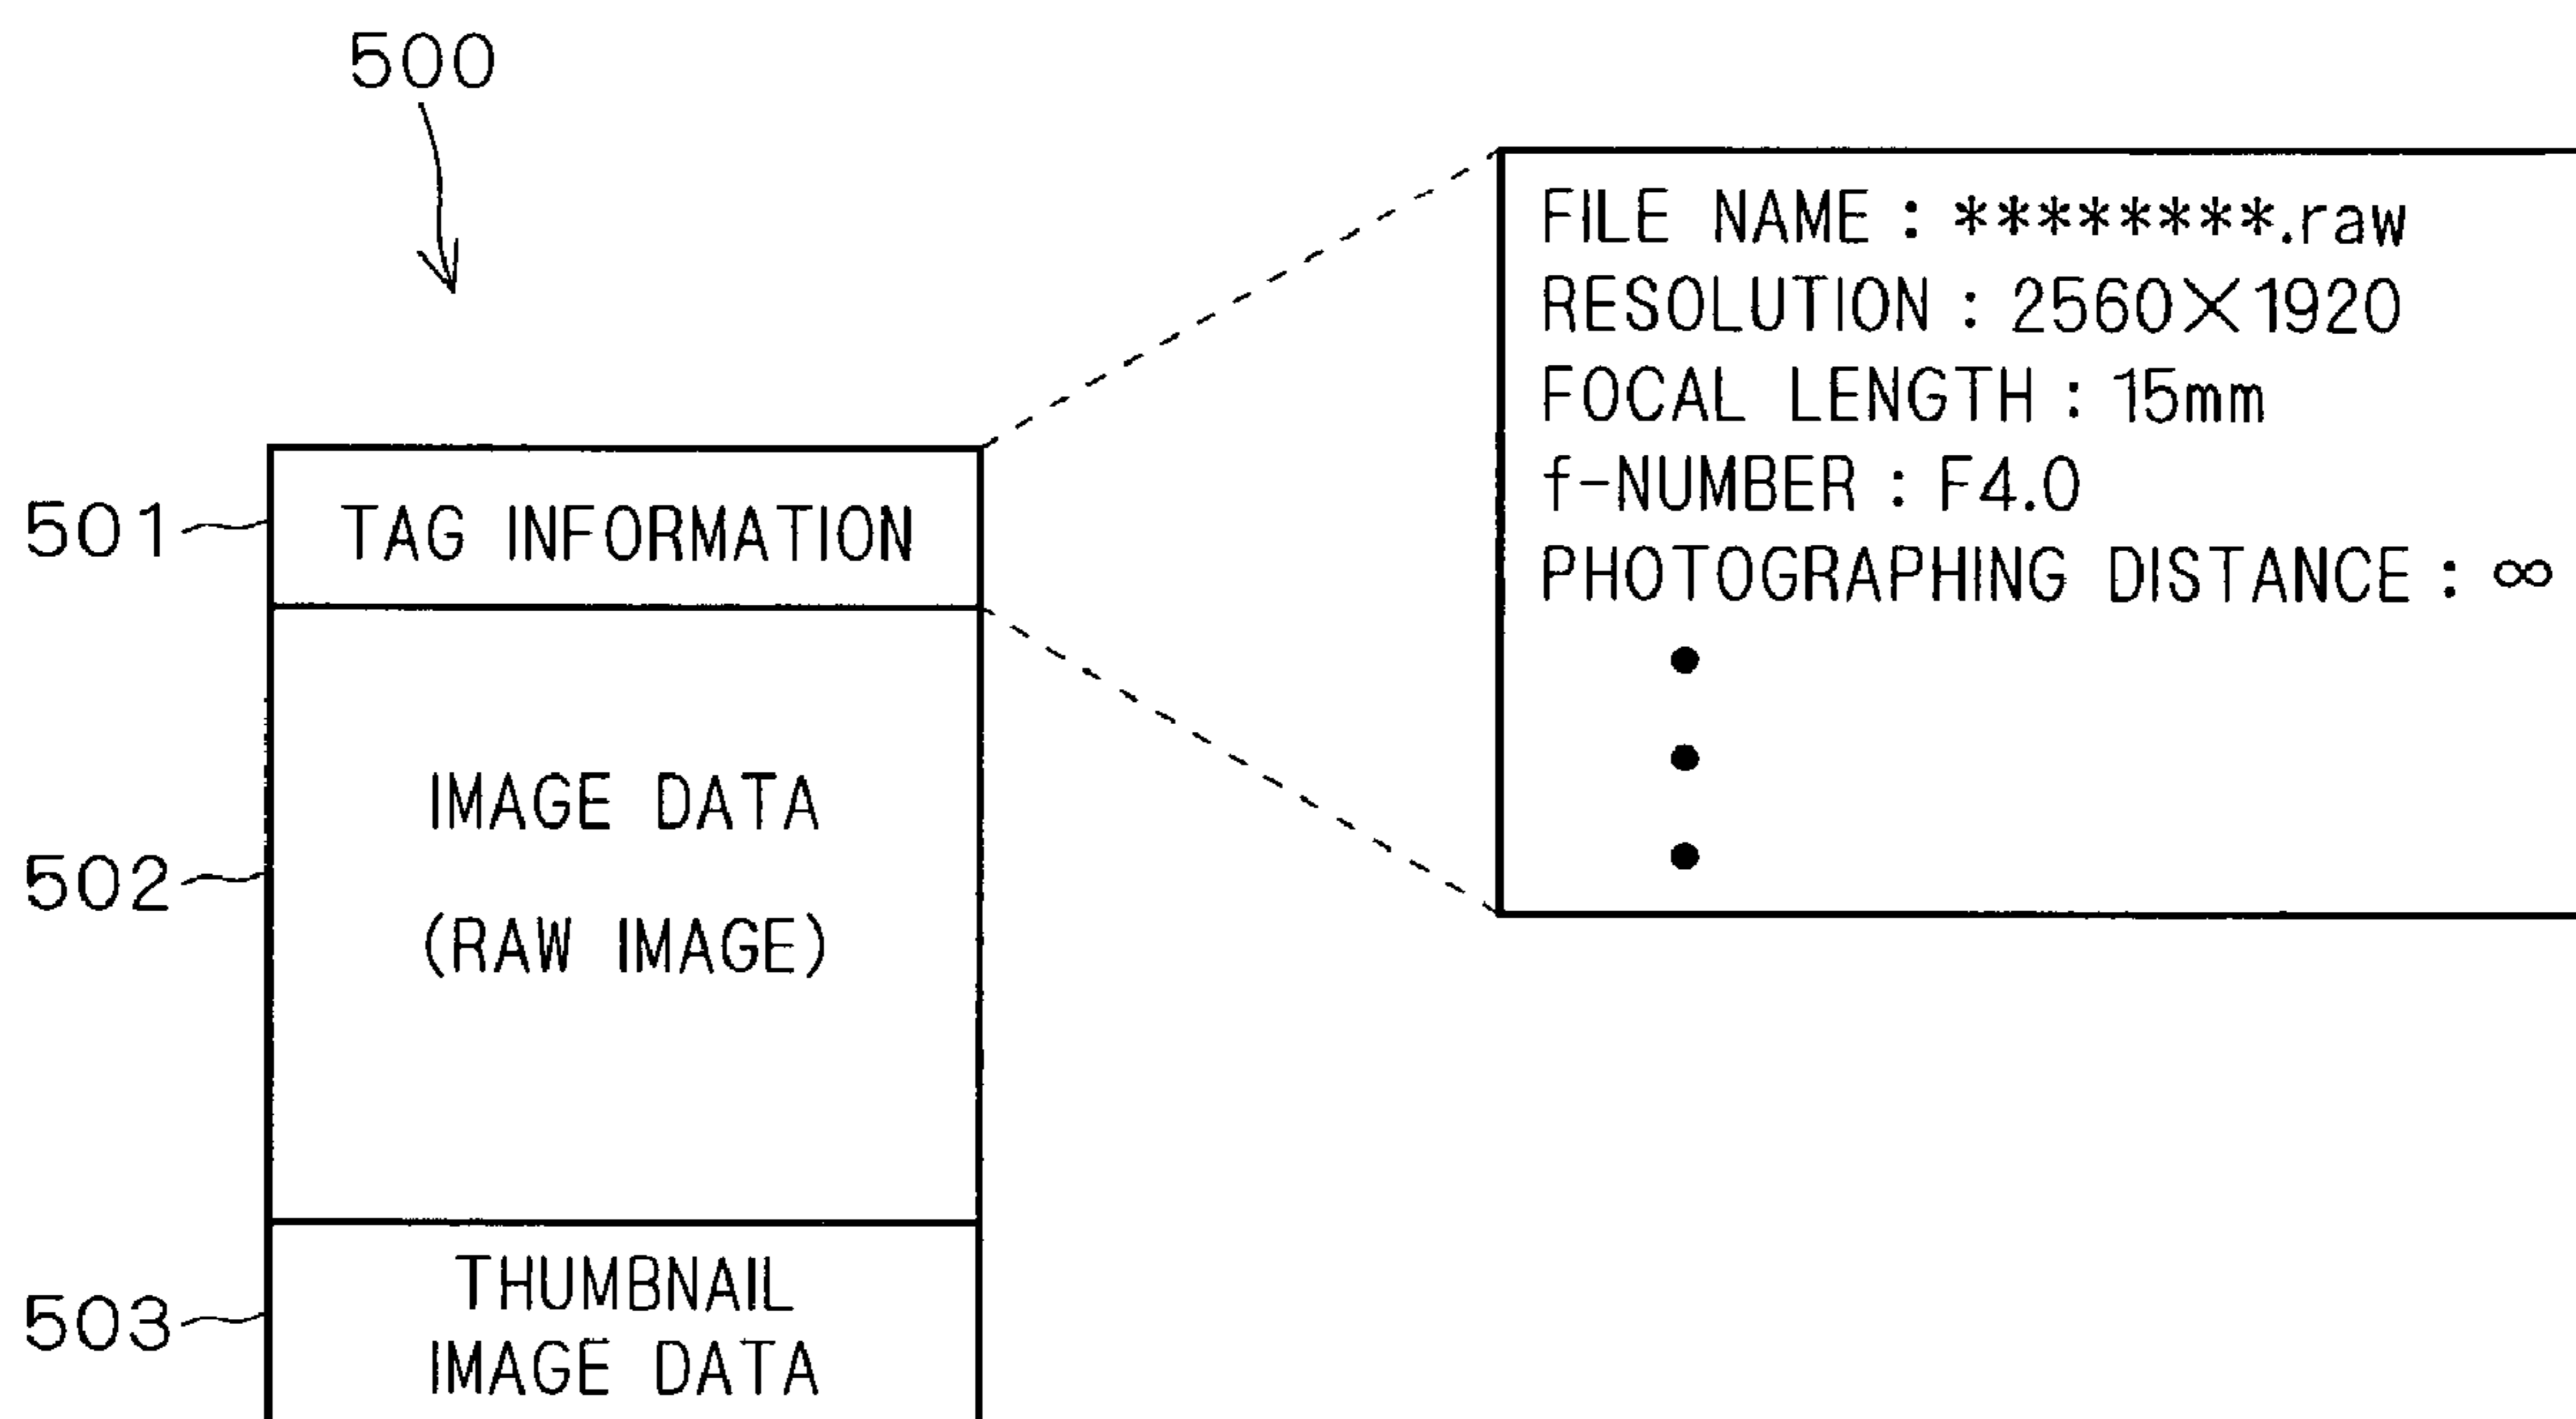 500
501
TAG INFORMATION
502
IMAGE DATA
(RAW IMAGE)
503
THUMBNAIL
IMAGE DATA
FILE NAME : ********.raw
RESOLUTION : 2560×1920
FOCAL LENGTH : 15mm
f-NUMBER : F4.0
PHOTOGRAPHING DISTANCE : ∞